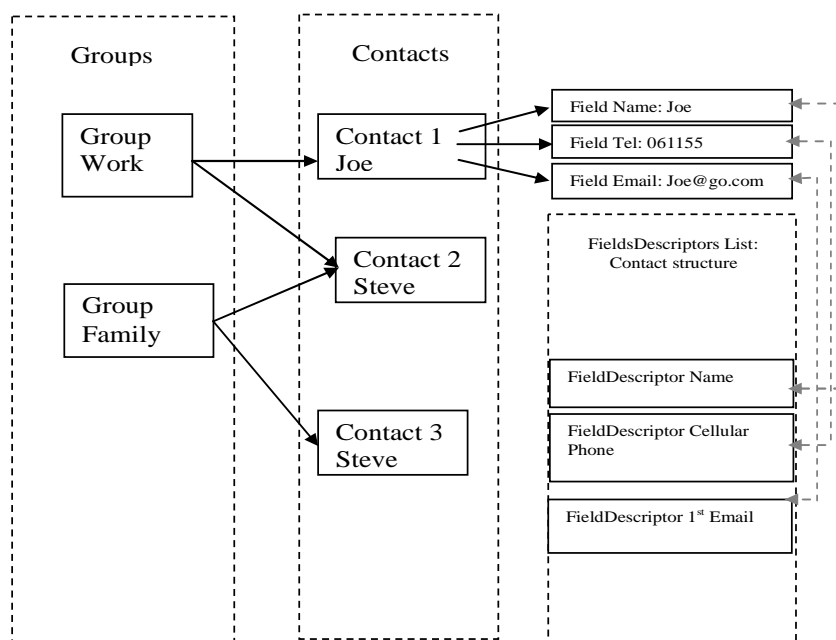 Groups
Group
Work
Group
Family
Contacts
Contact 1
Joe
Contact 2
Steve
Contact 3
Steve
Field Name: Joe
Field Tel: 061155
Field Email: Joe@go.com
FieldsDescriptors List:
Contact structure
FieldDescriptor Name
FieldDescriptor Cellular
Phone
FieldDescriptor 1st Email